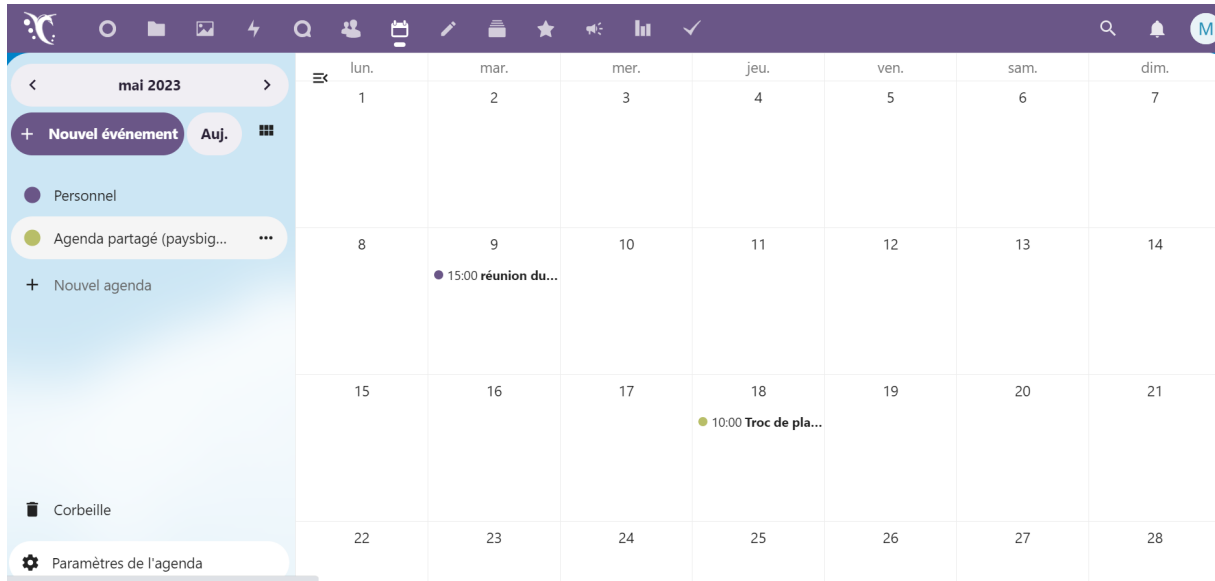 M
mai 2023
+ Nouvel événement
Auj.
Personnel
Agenda partagé (paysbig...
+ Nouvel agenda
Corbeille
Paramètres de l'agenda
lun. mar. mer. jeu. ven. sam. dim.
1 2 3 4 5 6 7
8 9 10 11 12 13 14
15:00 réunion du...
15 16 17 18 19 20 21
10:00 Troc de pla...
22 23 24 25 26 27 28